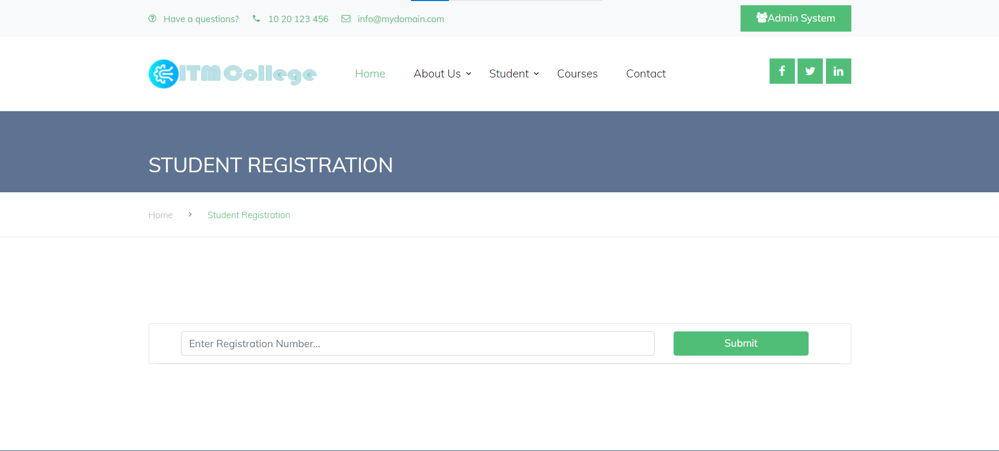 Have a questions? 10 20 123 456 info@mydomain.com Admin System
ITM College Home About Us Student Courses Contact
STUDENT REGISTRATION
Home > Student Registration
Enter Registration Number... Submit